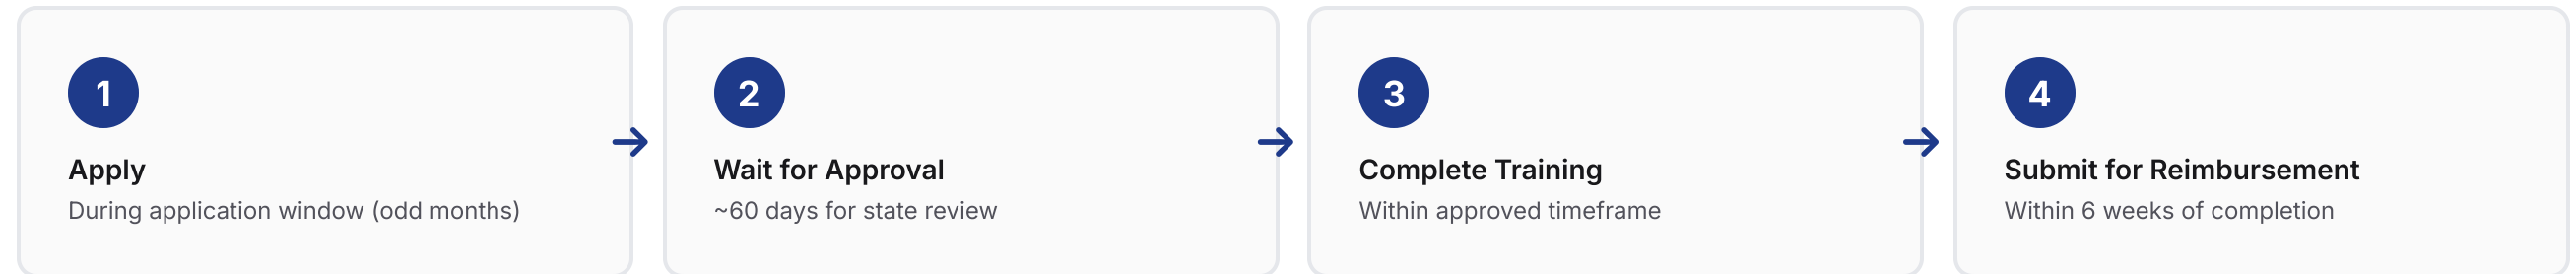 1
Apply
During application window (odd months)
2
Wait for Approval
~60 days for state review
3
Complete Training
Within approved timeframe
4
Submit for Reimbursement
Within 6 weeks of completion